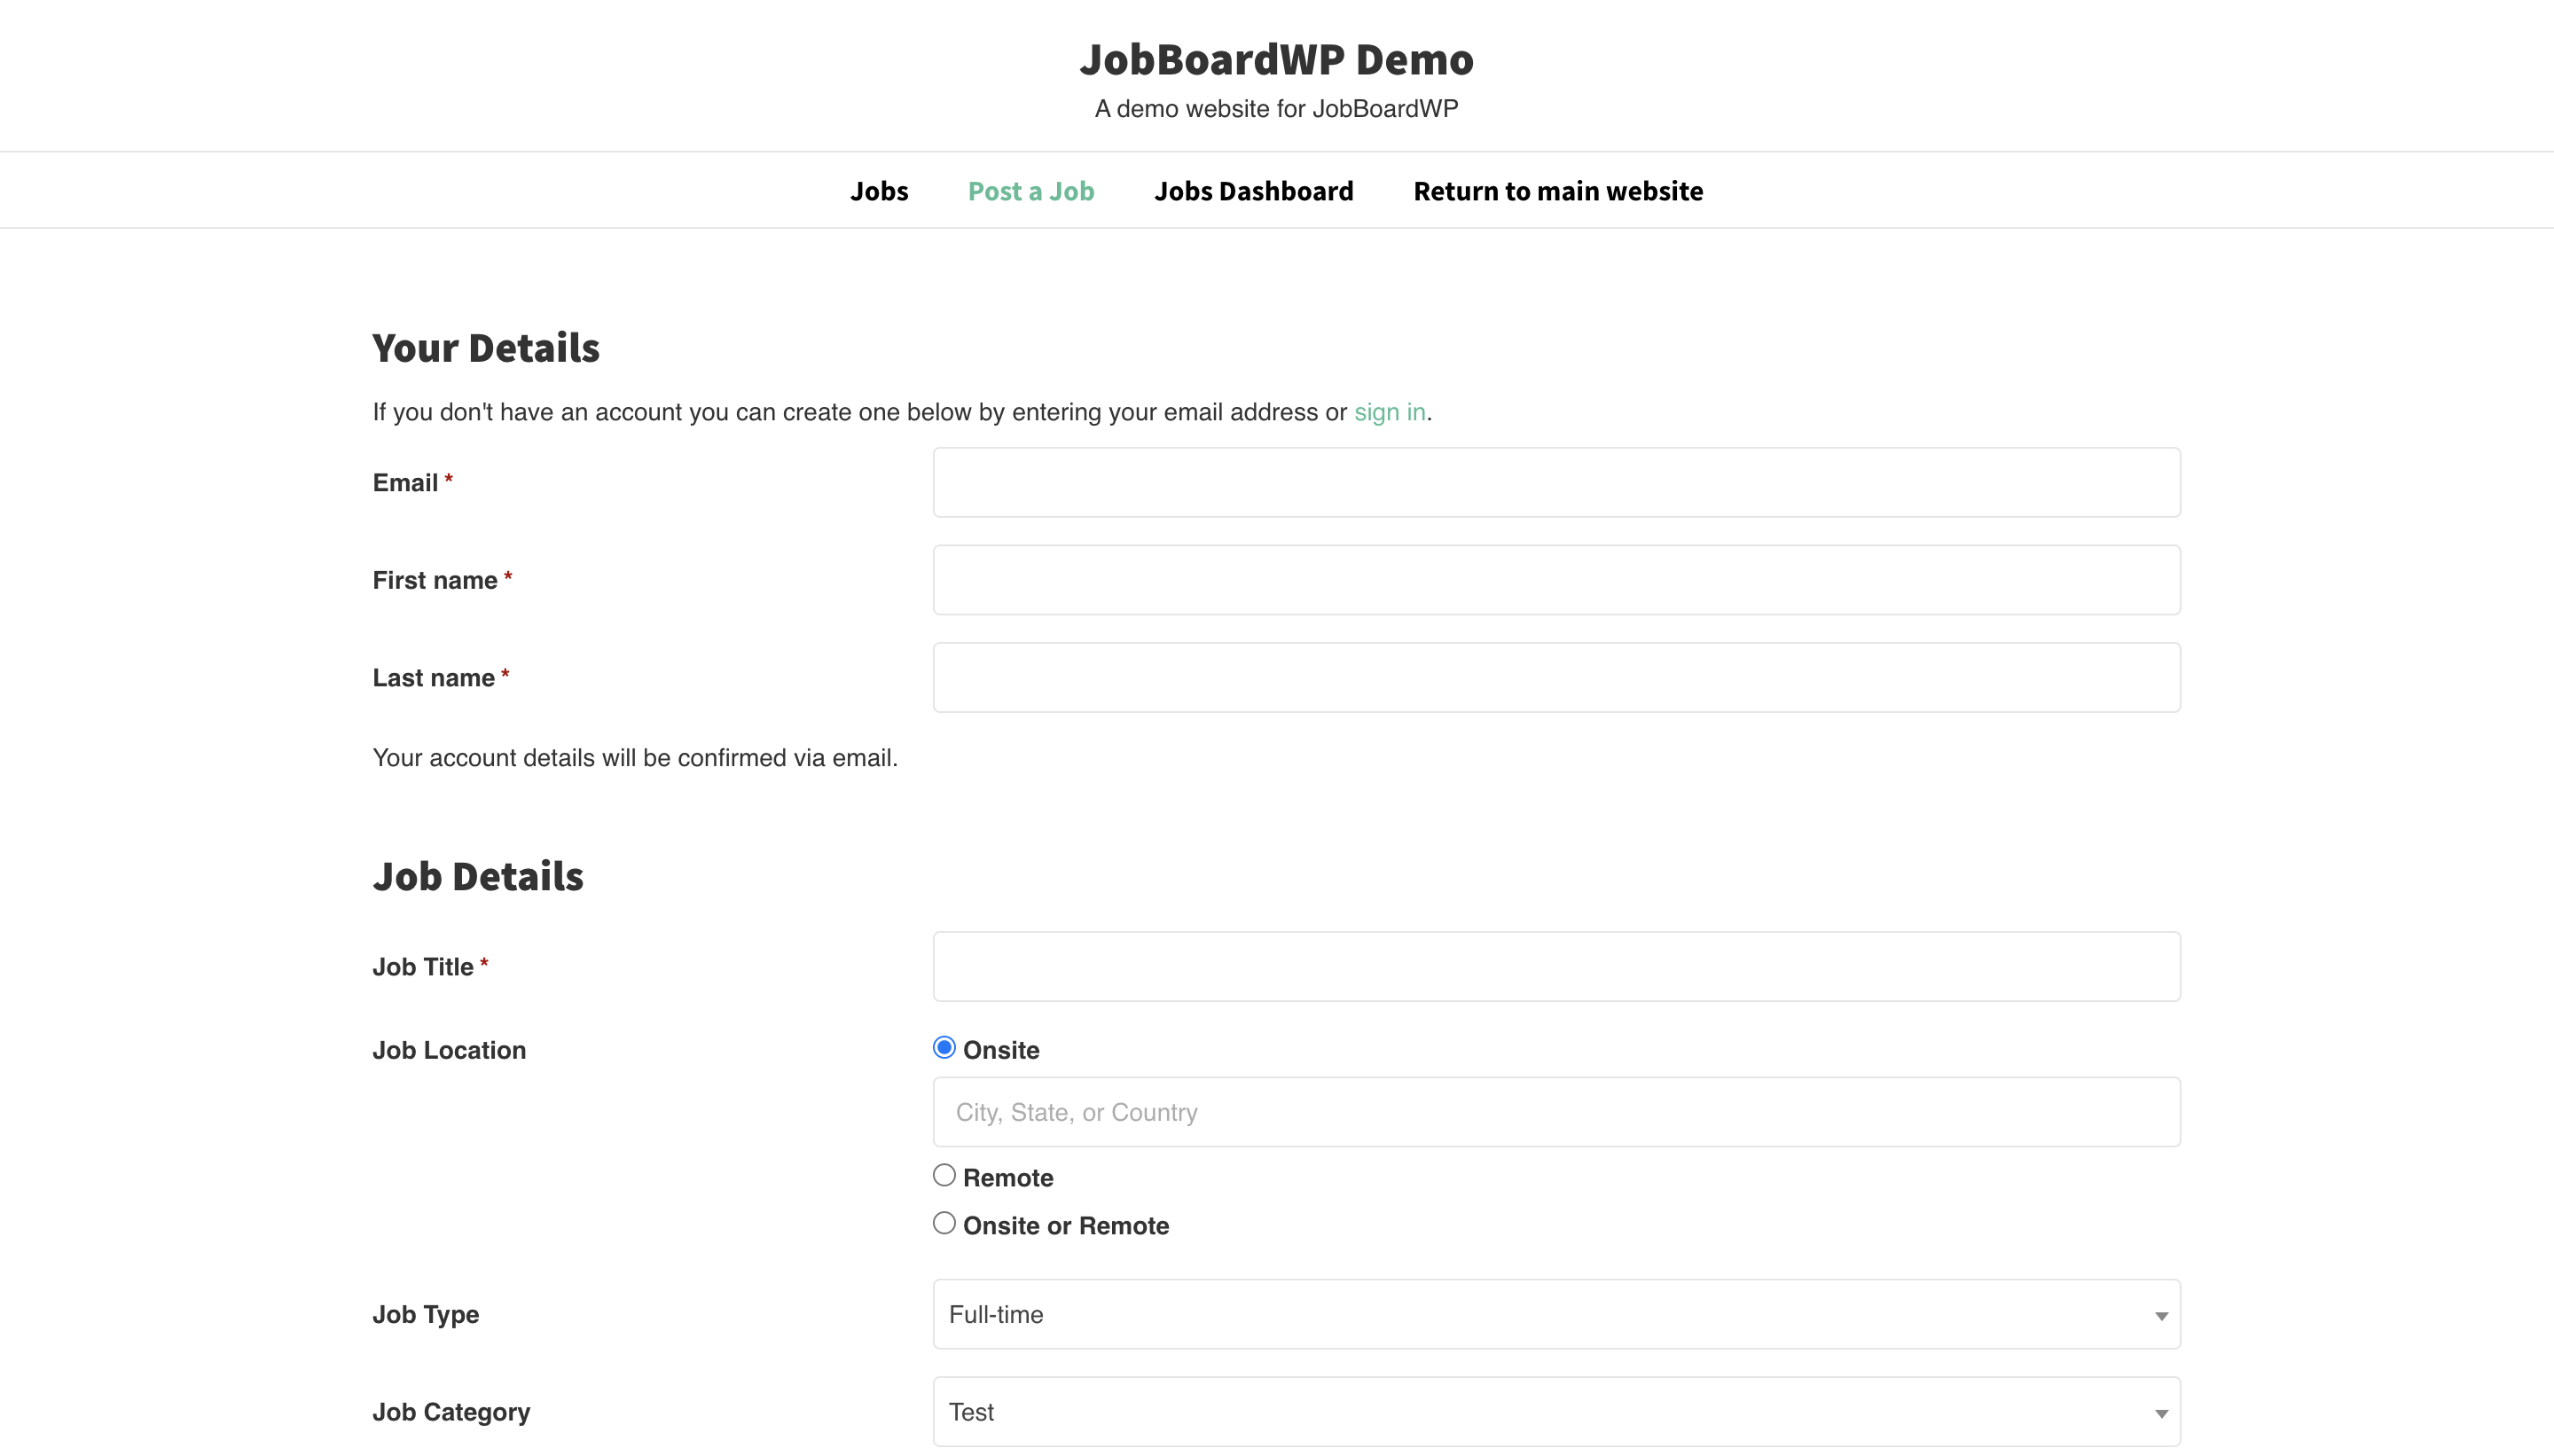 JobBoardWP Demo
A demo website for JobBoardWP
Jobs Post a Job Jobs Dashboard Return to main website
Your Details
If you don't have an account you can create one below by entering your email address or sign in.
Email *
First name *
Last name *
Your account details will be confirmed via email.
Job Details
Job Title *
Job Location Onsite
City, State, or Country
Remote
Onsite or Remote
Job Type Full-time
Job Category Test